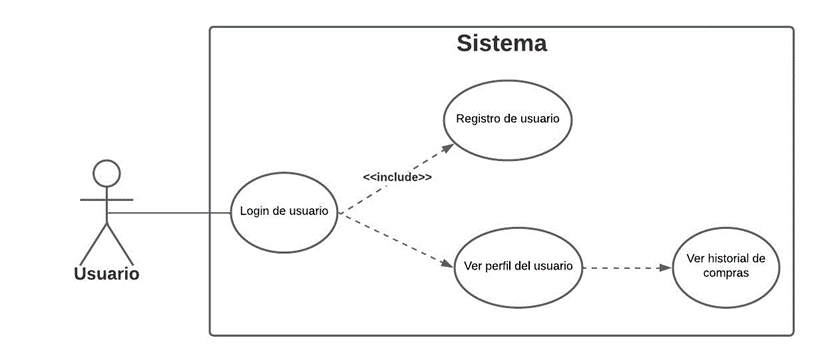 Sistema
Registro de usuario
<<include>>
Login de usuario
Usuario
Ver perfil del usuario
Ver historial de
compras